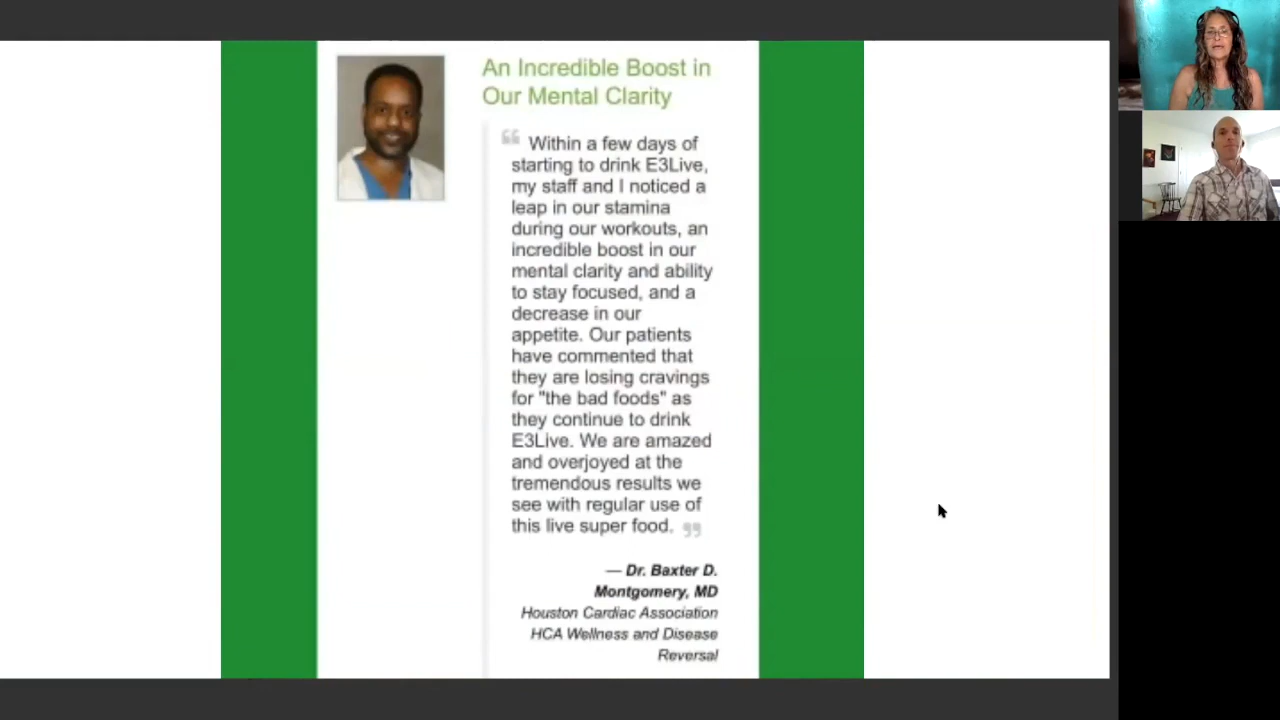 An Incredible Boost in
Our Mental Clarity
“ Within a few days of
starting to drink E3Live,
my staff and I noticed a
leap in our stamina
during our workouts, an
incredible boost in our
mental clarity and ability
to stay focused, and a
decrease in our
appetite. Our patients
have commented that
they are losing cravings
for "the bad foods" as
they continue to drink
E3Live. We are amazed
and overjoyed at the
tremendous results we
see with regular use of
this live super food. ”
— Dr. Baxter D.
Montgomery, MD
Houston Cardiac Association
HCA Wellness and Disease
Reversal